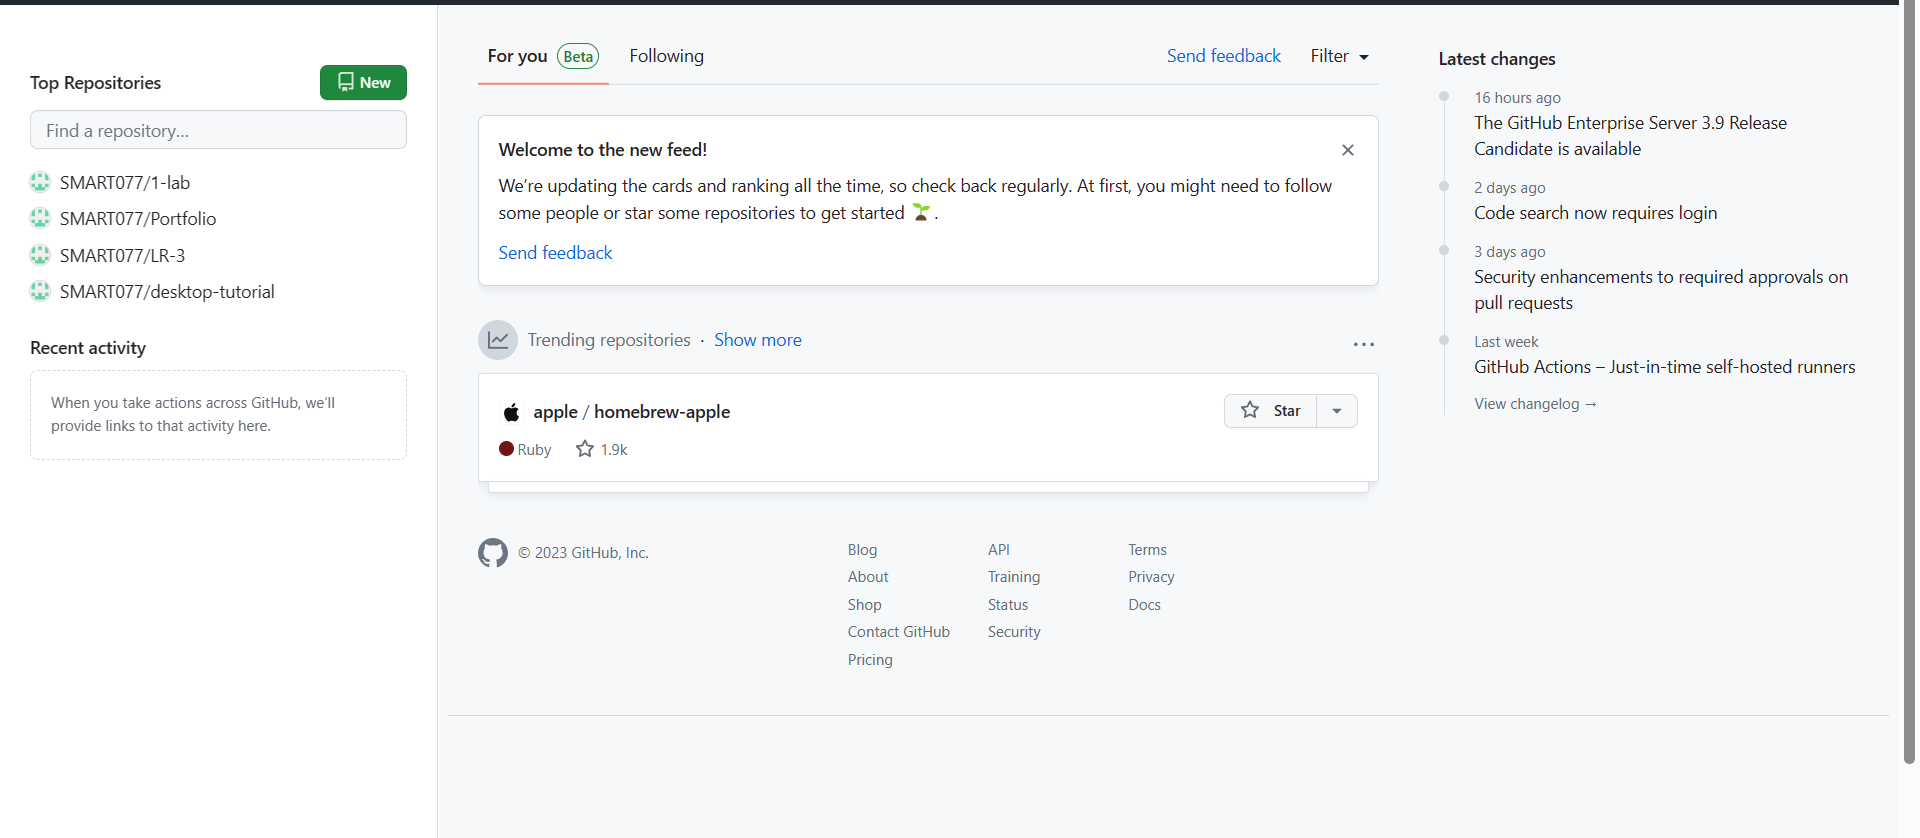 Top Repositories
New
Find a repository...
SMART077/1-lab
SMART077/Portfolio
SMART077/LR-3
SMART077/desktop-tutorial
Recent activity
When you take actions across GitHub, we’ll
provide links to that activity here.
For you Beta Following Send feedback Filter
Welcome to the new feed!
We’re updating the cards and ranking all the time, so check back regularly. At first, you might need to follow
some people or star some repositories to get started 🌱 .
Send feedback
Trending repositories · Show more
apple / homebrew-apple
Star
Ruby 1.9k
Latest changes
16 hours ago
The GitHub Enterprise Server 3.9 Release
Candidate is available
2 days ago
Code search now requires login
3 days ago
Security enhancements to required approvals on
pull requests
Last week
GitHub Actions – Just-in-time self-hosted runners
View changelog →
© 2023 GitHub, Inc.
Blog
About
Shop
Contact GitHub
Pricing
API
Training
Status
Security
Terms
Privacy
Docs